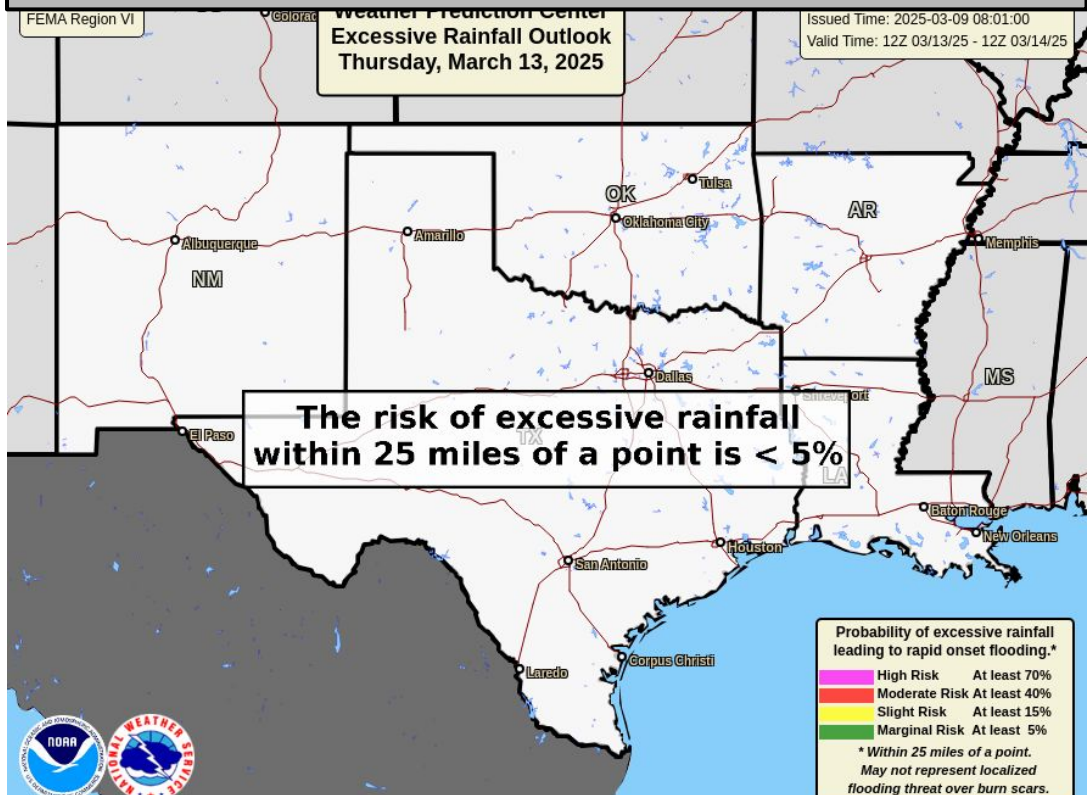 FEMA Region VI
Weather Prediction Center
Excessive Rainfall Outlook
Thursday, March 13, 2025
Issued Time: 2025-03-09 08:01:00
Valid Time: 12Z 03/13/25 - 12Z 03/14/25
Colorad
Tulsa
OK
Oklahoma City
AR
Amarillo
Albuquerque
Memphis
NM
Dallas
MS
Shreveport
The risk of excessive rainfall
within 25 miles of a point is < 5%
TX
El Paso
LA
Baton Rouge
New Orleans
Houston
San Antonio
Corpus Christi
Laredo
Probability of excessive rainfall
leading to rapid onset flooding.*
High Risk At least 70%
Moderate Risk At least 40%
Slight Risk At least 15%
Marginal Risk At least 5%
* Within 25 miles of a point.
May not represent localized
flooding threat over burn scars.
NOAA
NATIONAL WEATHER SERVICE